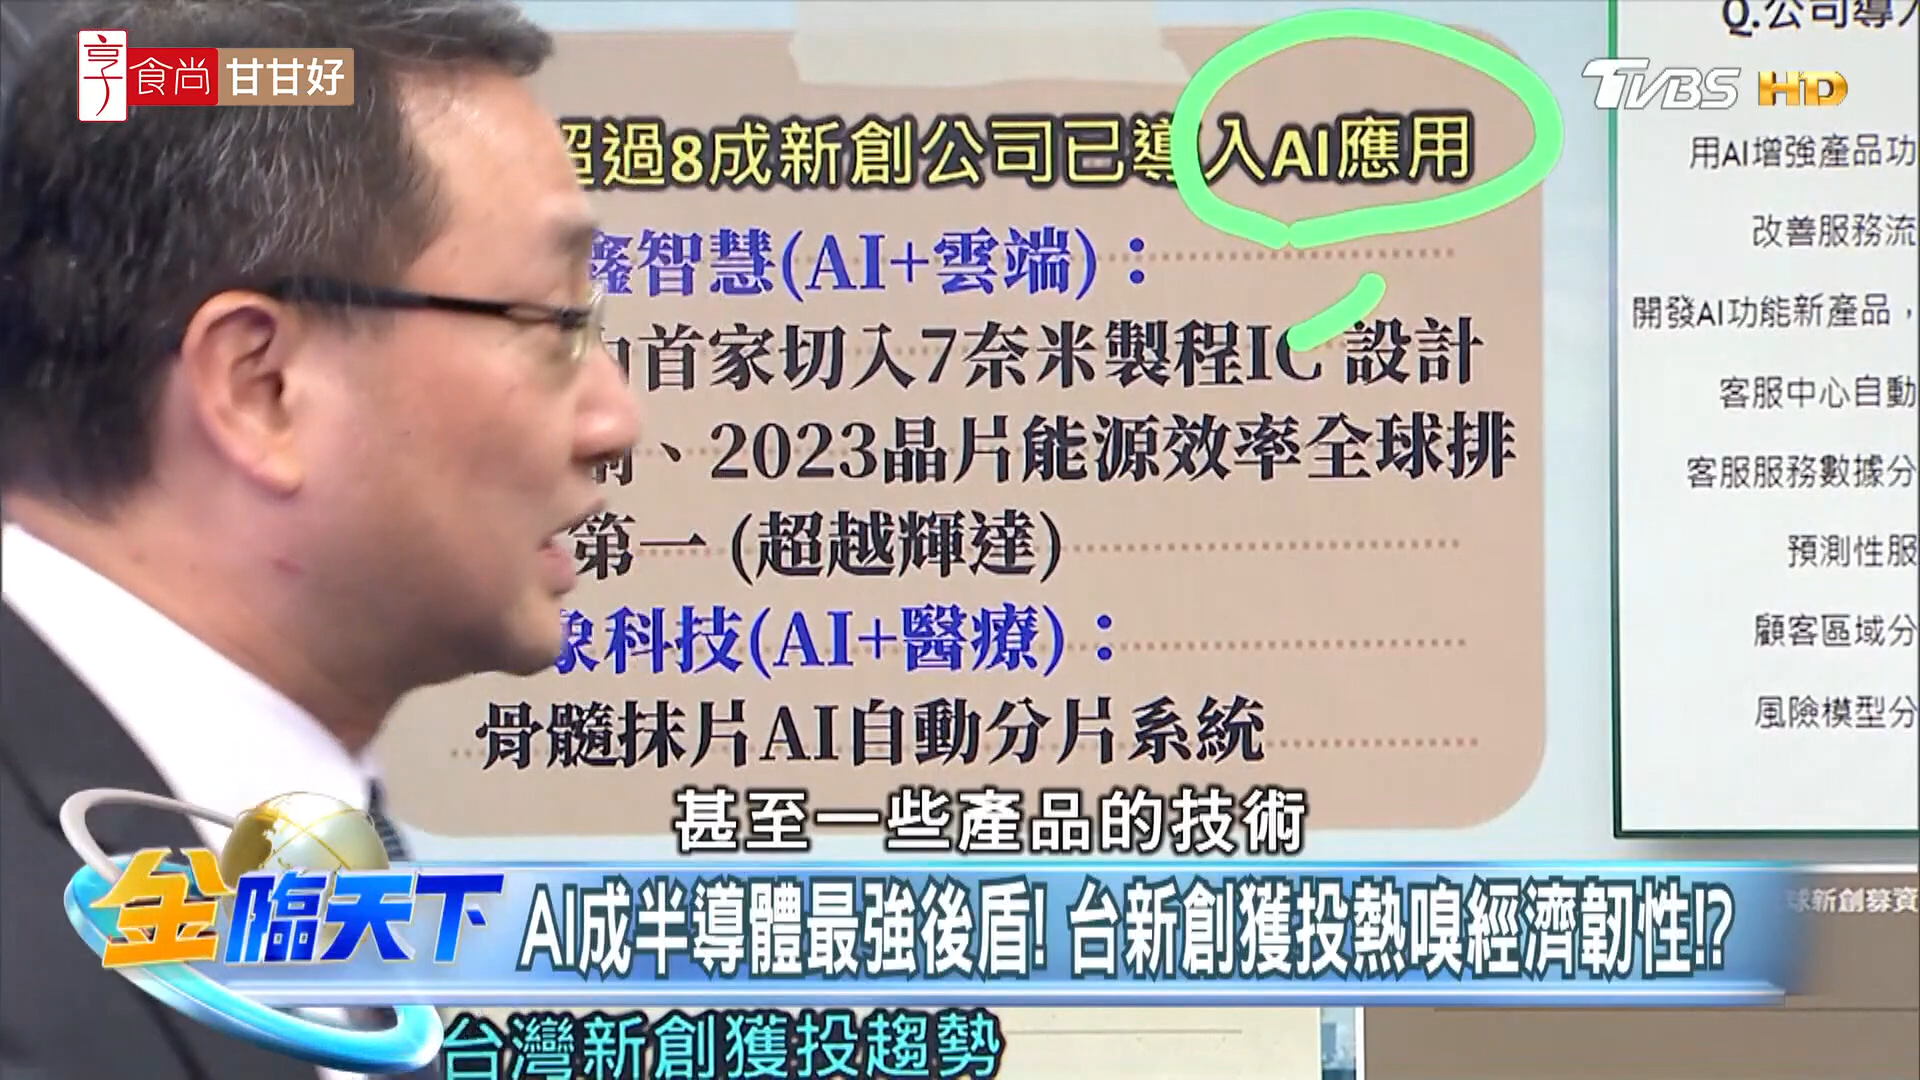 享食尚 甘甘好
TVBS HD
超過8成新創公司已導入AI應用
鑫智慧(AI+雲端)：
首家切入7奈米製程IC設計
、2023晶片能源效率全球排
第一(超越輝達)
象科技(AI+醫療)：
骨髓抹片AI自動分片系統
Q.公司導入
用AI增強產品功
改善服務流
開發AI功能新產品，
客服中心自動
客服服務數據分
預測性服
顧客區域分
風險模型分
甚至一些產品的技術
金臨天下
AI成半導體最強後盾! 台新創獲投熱嗅經濟韌性!?
球新創募資
台灣新創獲投趨勢